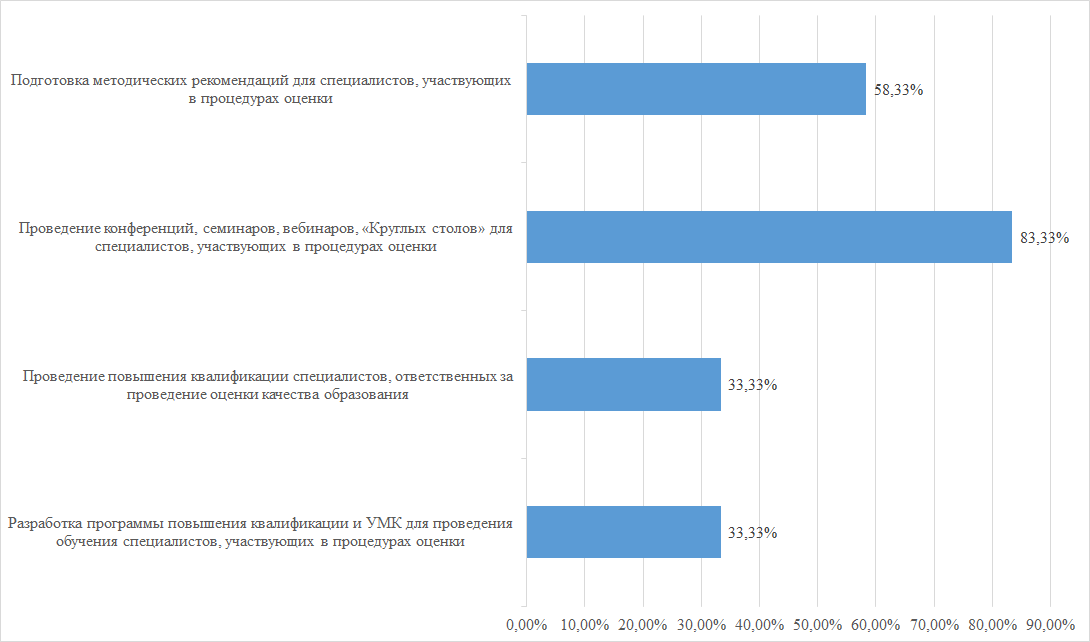 Подготовка методических рекомендаций для специалистов, участвующих
в процедурах оценки
58,33%
Проведение конференций, семинаров, вебинаров, «Круглых столов» для
специалистов, участвующих в процедурах оценки
83,33%
Проведение повышения квалификации специалистов, ответственных за
проведение оценки качества образования
33,33%
Разработка программы повышения квалификации и УМК для проведения
обучения специалистов, участвующих в процедурах оценки
33,33%
0,00% 10,00% 20,00% 30,00% 40,00% 50,00% 60,00% 70,00% 80,00% 90,00%